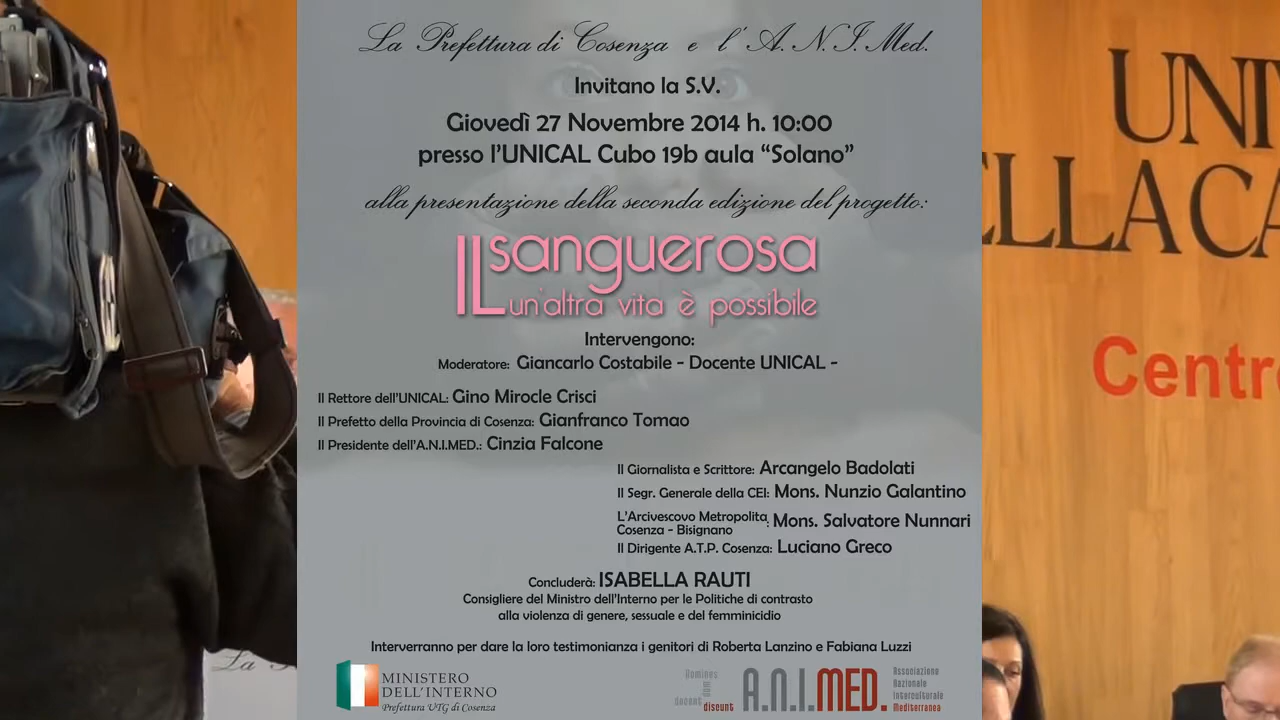 La Prefettura di Cosenza e l'A.N.I.Med.
Invitano la S.V.
Giovedì 27 Novembre 2014 h. 10:00
presso l'UNICAL Cubo 19b aula "Solano"
alla presentazione della seconda edizione del progetto:
IL sanguerosa
un'altra vita è possibile
Intervengono:
Moderatore: Giancarlo Costabile - Docente UNICAL -
Il Rettore dell'UNICAL: Gino Mirocle Crisci
Il Prefetto della Provincia di Cosenza: Gianfranco Tomao
Il Presidente dell'A.N.I.MED.: Cinzia Falcone
Il Giornalista e Scrittore: Arcangelo Badolati
Il Segr. Generale della CEI: Mons. Nunzio Galantino
L'Arcivescovo Metropolita
Cosenza - Bisignano : Mons. Salvatore Nunnari
Il Dirigente A.T.P. Cosenza: Luciano Greco
Concluderà: ISABELLA RAUTI
Consigliere del Ministro dell'Interno per le Politiche di contrasto
alla violenza di genere, sessuale e del femminicidio
Interverranno per dare la loro testimonianza i genitori di Roberta Lanzino e Fabiana Luzzi
MINISTERO
DELL'INTERNO
Prefettura UTG di Cosenza
Homines
dum
docent
discunt
A.N.I.MED.
Associazione
Nazionale
Interculturale
Mediterranea
UNIV
ELLA CA
Centr
La